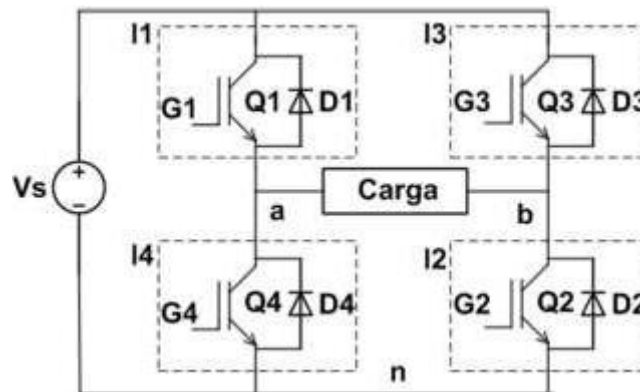 I1
I3
G1
Q1
D1
G3
Q3
D3
Vs
+
−
Carga
a
b
I4
I2
G4
Q4
D4
G2
Q2
D2
n